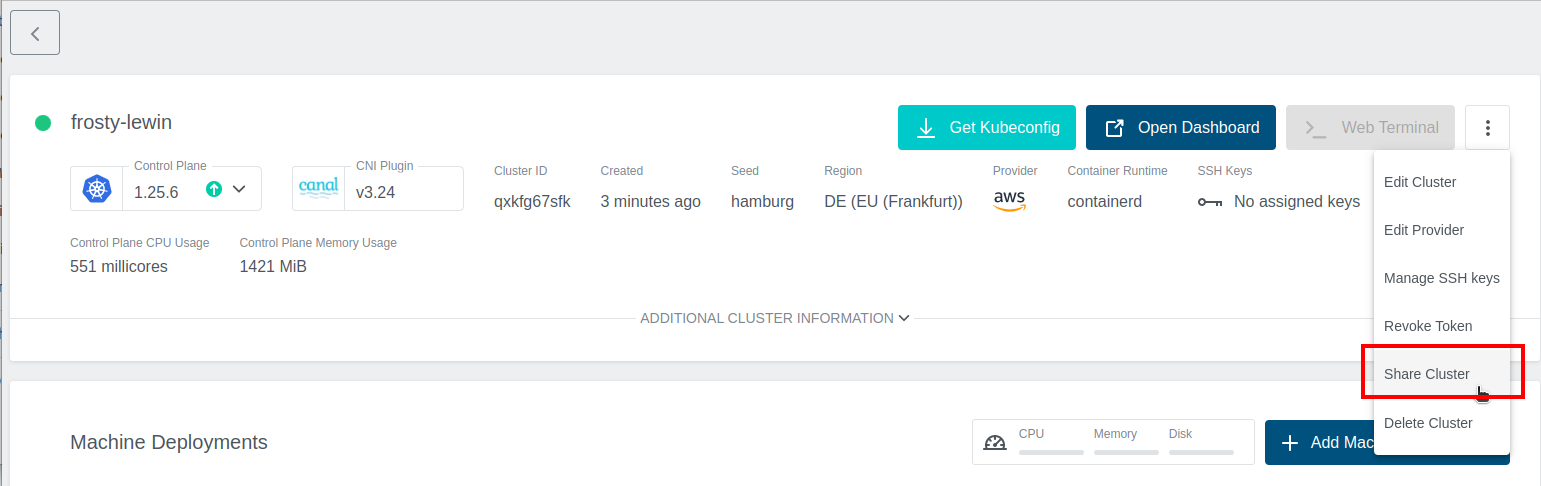 frosty-lewin
Get Kubeconfig
Open Dashboard
Web Terminal
Control Plane
1.25.6
CNI Plugin
canal
v3.24
Cluster ID
qxkfg67sfk
Created
3 minutes ago
Seed
hamburg
Region
DE (EU (Frankfurt))
Provider
aws
Container Runtime
containerd
SSH Keys
No assigned keys
Control Plane CPU Usage
551 millicores
Control Plane Memory Usage
1421 MiB
ADDITIONAL CLUSTER INFORMATION
Edit Cluster
Edit Provider
Manage SSH keys
Revoke Token
Share Cluster
Delete Cluster
Machine Deployments
CPU
Memory
Disk
Add Mac